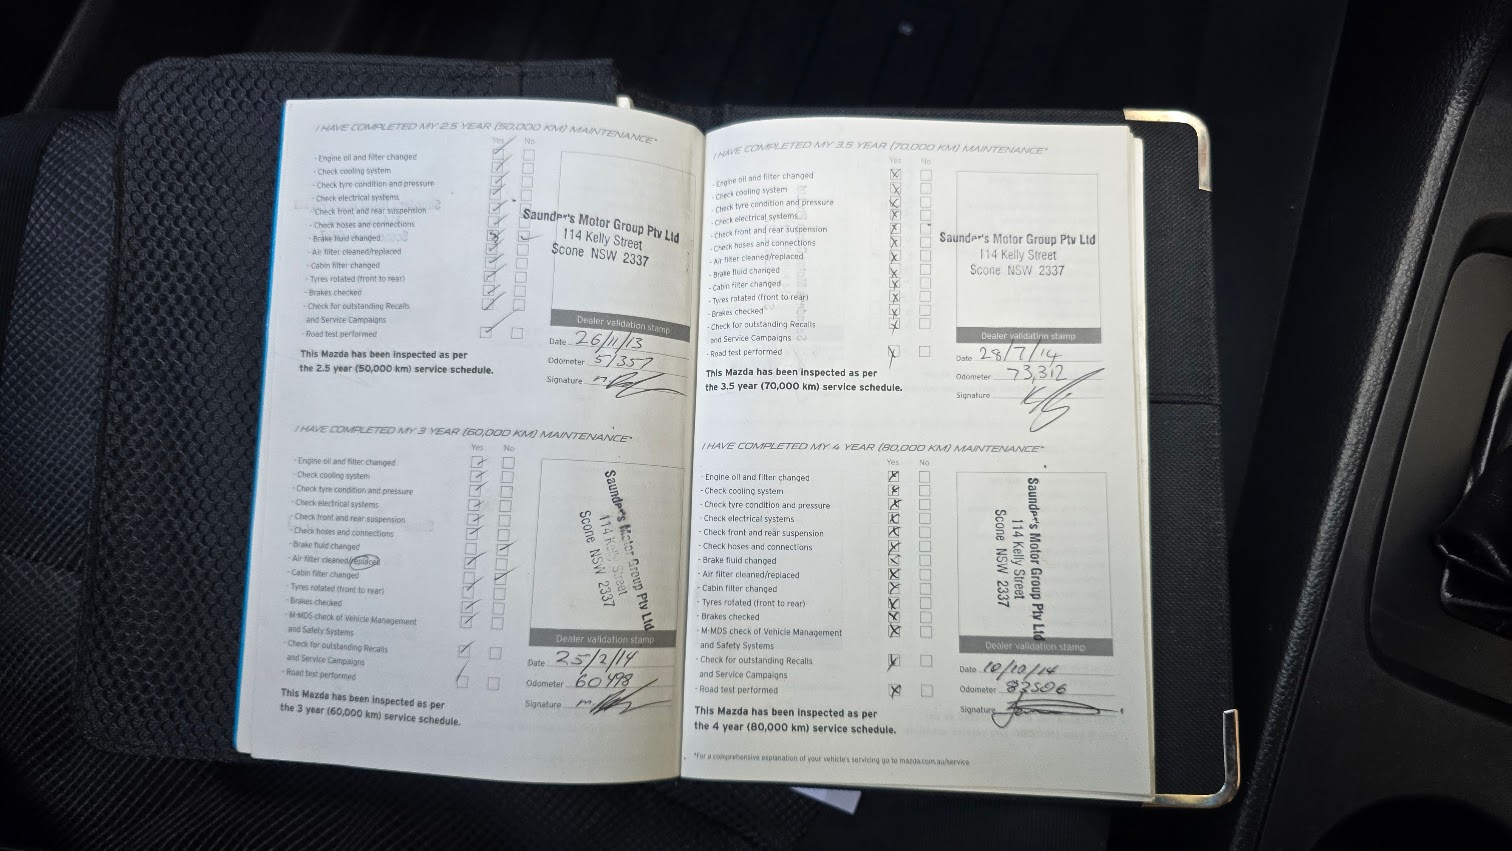 I HAVE COMPLETED MY 2.5 YEAR (50,000 KM) MAINTENANCE*
Yes No
- Engine oil and filter changed
- Check cooling system
- Check tyre condition and pressure
- Check electrical systems
- Check front and rear suspension
- Check hoses and connections
- Brake fluid changed
- Air filter cleaned/replaced
- Cabin filter changed
- Tyres rotated (front to rear)
- Brakes checked
- Check for outstanding Recalls
and Service Campaigns
- Road test performed
This Mazda has been inspected as per
the 2.5 year (50,000 km) service schedule.
Saunder's Motor Group Pty Ltd
114 Kelly Street
Scone NSW 2337
Dealer validation stamp
Date 26/11/13
Odometer 51357
Signature
I HAVE COMPLETED MY 3 YEAR (60,000 KM) MAINTENANCE*
Yes No
- Engine oil and filter changed
- Check cooling system
- Check tyre condition and pressure
- Check electrical systems
- Check front and rear suspension
- Check hoses and connections
- Brake fluid changed
- Air filter cleaned/replaced
- Cabin filter changed
- Tyres rotated (front to rear)
- Brakes checked
- M-MDS check of Vehicle Management
and Safety Systems
- Check for outstanding Recalls
and Service Campaigns
- Road test performed
This Mazda has been inspected as per
the 3 year (60,000 km) service schedule.
Saunder's Motor Group Pty Ltd
114 Kelly Street
Scone NSW 2337
Dealer validation stamp
Date 25/2/14
Odometer 60498
Signature
I HAVE COMPLETED MY 3.5 YEAR (70,000 KM) MAINTENANCE*
Yes No
- Engine oil and filter changed
- Check cooling system
- Check tyre condition and pressure
- Check electrical systems
- Check front and rear suspension
- Check hoses and connections
- Air filter cleaned/replaced
- Brake fluid changed
- Cabin filter changed
- Tyres rotated (front to rear)
- Brakes checked
- Check for outstanding Recalls
and Service Campaigns
- Road test performed
This Mazda has been inspected as per
the 3.5 year (70,000 km) service schedule.
Saunder's Motor Group Pty Ltd
114 Kelly Street
Scone NSW 2337
Dealer validation stamp
Date 28/7/14
Odometer 73,312
Signature
I HAVE COMPLETED MY 4 YEAR (80,000 KM) MAINTENANCE*
Yes No
- Engine oil and filter changed
- Check cooling system
- Check tyre condition and pressure
- Check electrical systems
- Check front and rear suspension
- Check hoses and connections
- Brake fluid changed
- Air filter cleaned/replaced
- Cabin filter changed
- Tyres rotated (front to rear)
- Brakes checked
- M-MDS check of Vehicle Management
and Safety Systems
- Check for outstanding Recalls
and Service Campaigns
- Road test performed
This Mazda has been inspected as per
the 4 year (80,000 km) service schedule.
Saunder's Motor Group Pty Ltd
114 Kelly Street
Scone NSW 2337
Dealer validation stamp
Date 10/10/14
Odometer 83506
Signature
*For a comprehensive explanation of your vehicle's servicing go to mazda.com.au/service